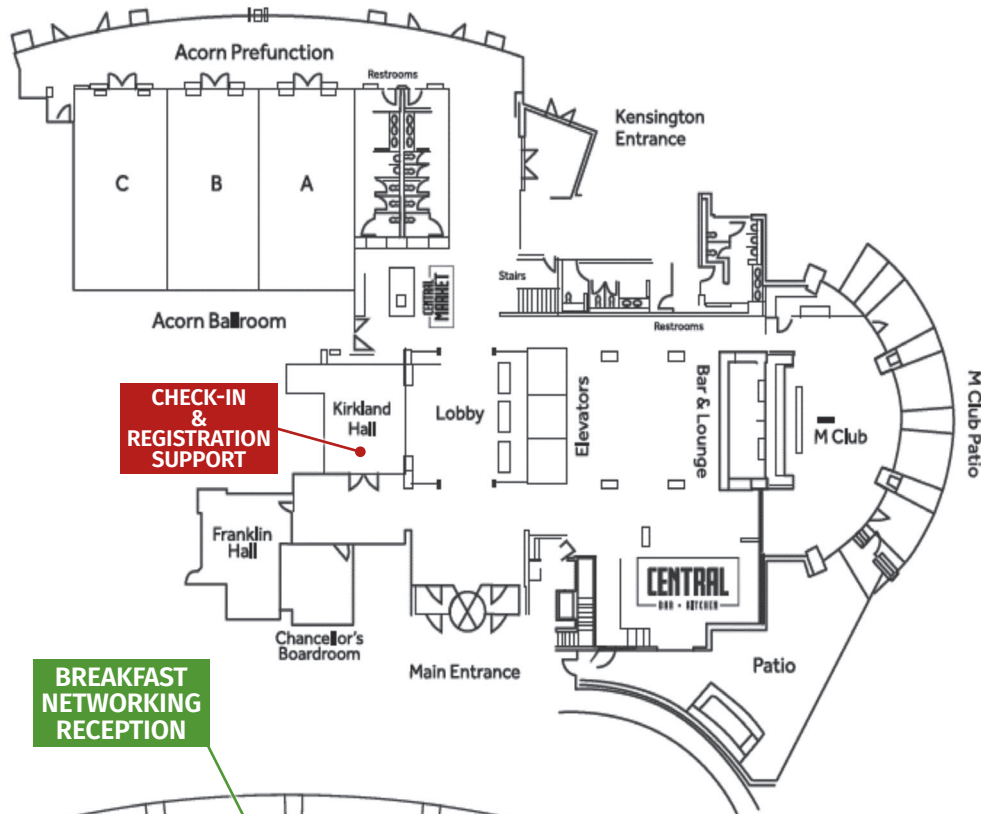 Acorn Prefunction
Restrooms
Kensington
Entrance
C
B
A
CENTRAL
MARKET
Stairs
Acorn Ballroom
Restrooms
CHECK-IN
&
REGISTRATION
SUPPORT
Kirkland
Hall
Lobby
Elevators
Bar & Lounge
M Club
M Club Patio
Franklin
Hall
CENTRAL
BAR + KITCHEN
Chancellor's
Boardroom
Main Entrance
Patio
BREAKFAST
NETWORKING
RECEPTION